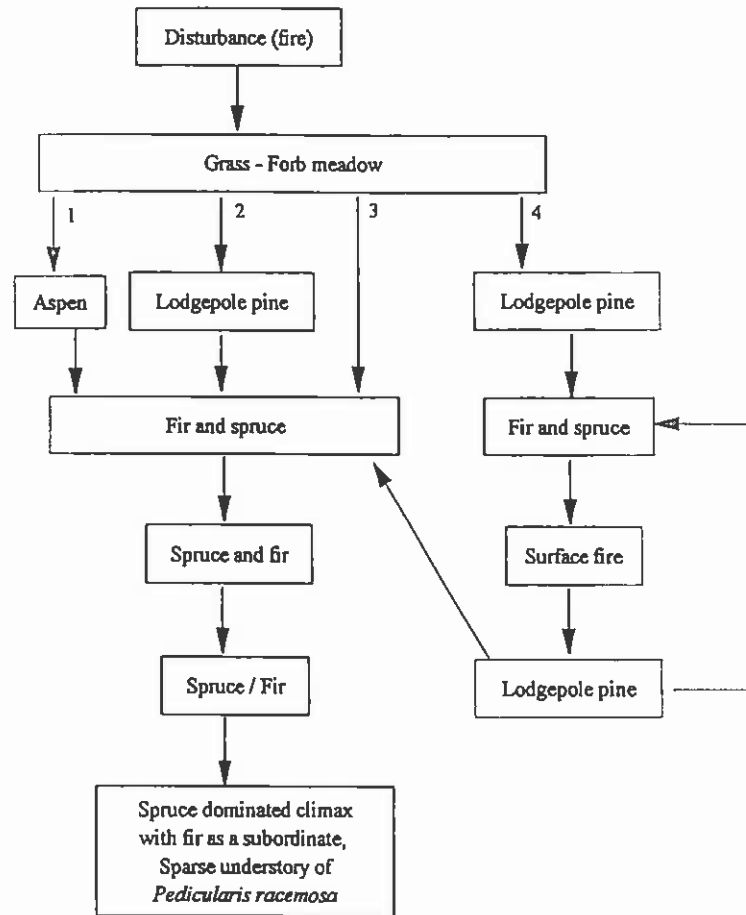 Disturbance (fire)
Grass - Forb meadow
1
2
3
4
Aspen
Lodgepole pine
Lodgepole pine
Fir and spruce
Fir and spruce
Spruce and fir
Surface fire
Spruce / Fir
Lodgepole pine
Spruce dominated climax
with fir as a subordinate,
Sparse understory of
Pedicularis racemosa